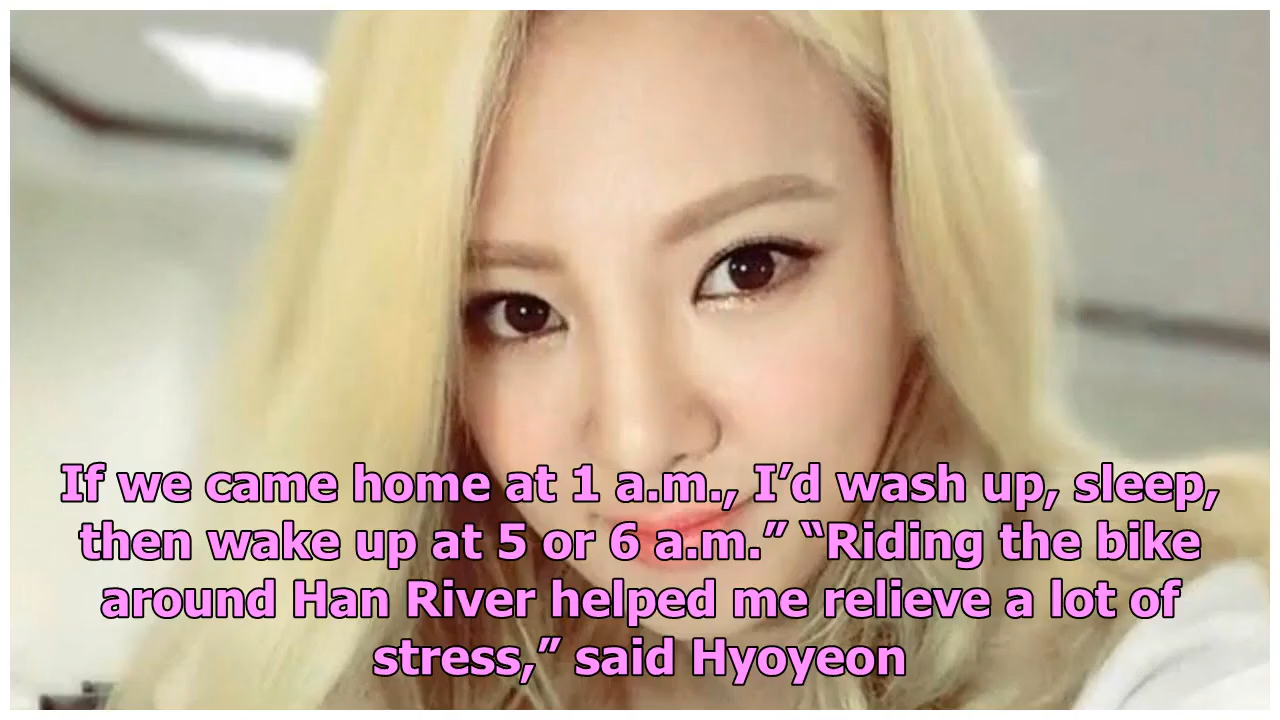 If we came home at 1 a.m., I’d wash up, sleep,
then wake up at 5 or 6 a.m.” “Riding the bike
around Han River helped me relieve a lot of
stress,” said Hyoyeon